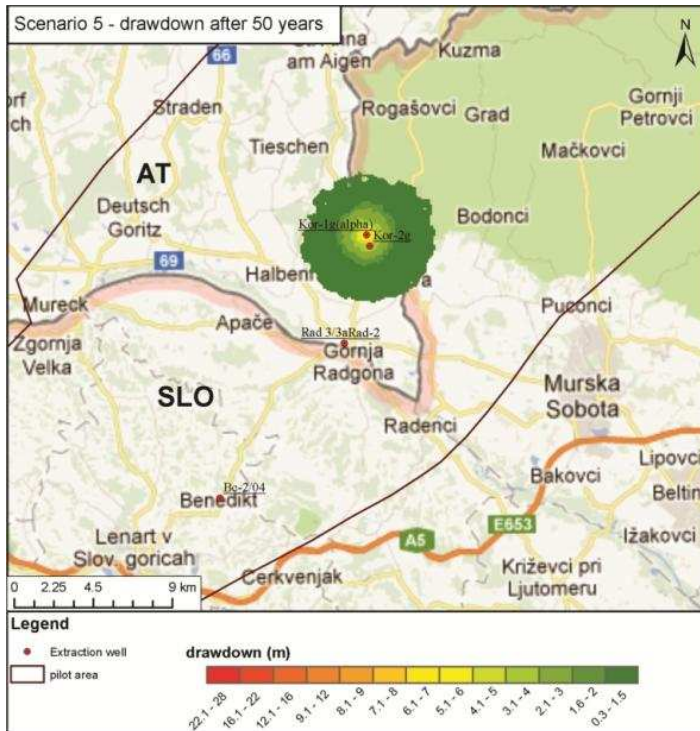 Scenario 5 - drawdown after 50 years
N
66
am Aigen
Kuzma
Straden
Rogašovci
Grad
Gornji
Petrovci
Tieschen
Mačkovci
AT
Deutsch
Goritz
Kor-1g(alpha)
Kor-2g
Bodonci
69
Halben
a
Mureck
Puconci
Apače
Rad 3/3aRad-2
Zgornja
Velka
Gornja
Radgona
SLO
Murska
Sobota
Radenci
Lipovci
Bakovci
Beltin
Be-2/04
Benedikt
E653
Ižakovci
Lenart v
Slov. goricah
A5
Cerkvenjak
Križevci pri
Ljutomeru
0 2.25 4.5 9 km
Legend
Extraction well
pilot area
drawdown (m)
22.1 - 28
16.1 - 22
12.1 - 16
9.1 - 12
8.1 - 9
7.1 - 8
6.1 - 7
5.1 - 6
4.1 - 5
3.1 - 4
2.1 - 3
1.6 - 2
0.3 - 1.5